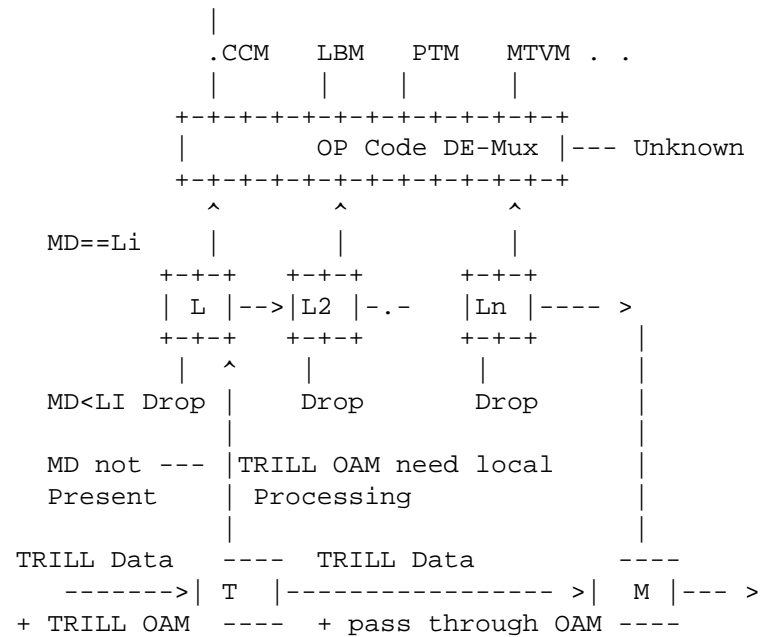 .CCM LBM PTM MTVM . .
OP Code DE-Mux |--- Unknown
MD==Li
| L |-->|L2 |-.- |Ln |---- >
MD<LI Drop | Drop Drop
MD not --- |TRILL OAM need local
Present | Processing
TRILL Data ---- TRILL Data ----
------->| T |----------------- >| M |--- >
+ TRILL OAM ---- + pass through OAM ----